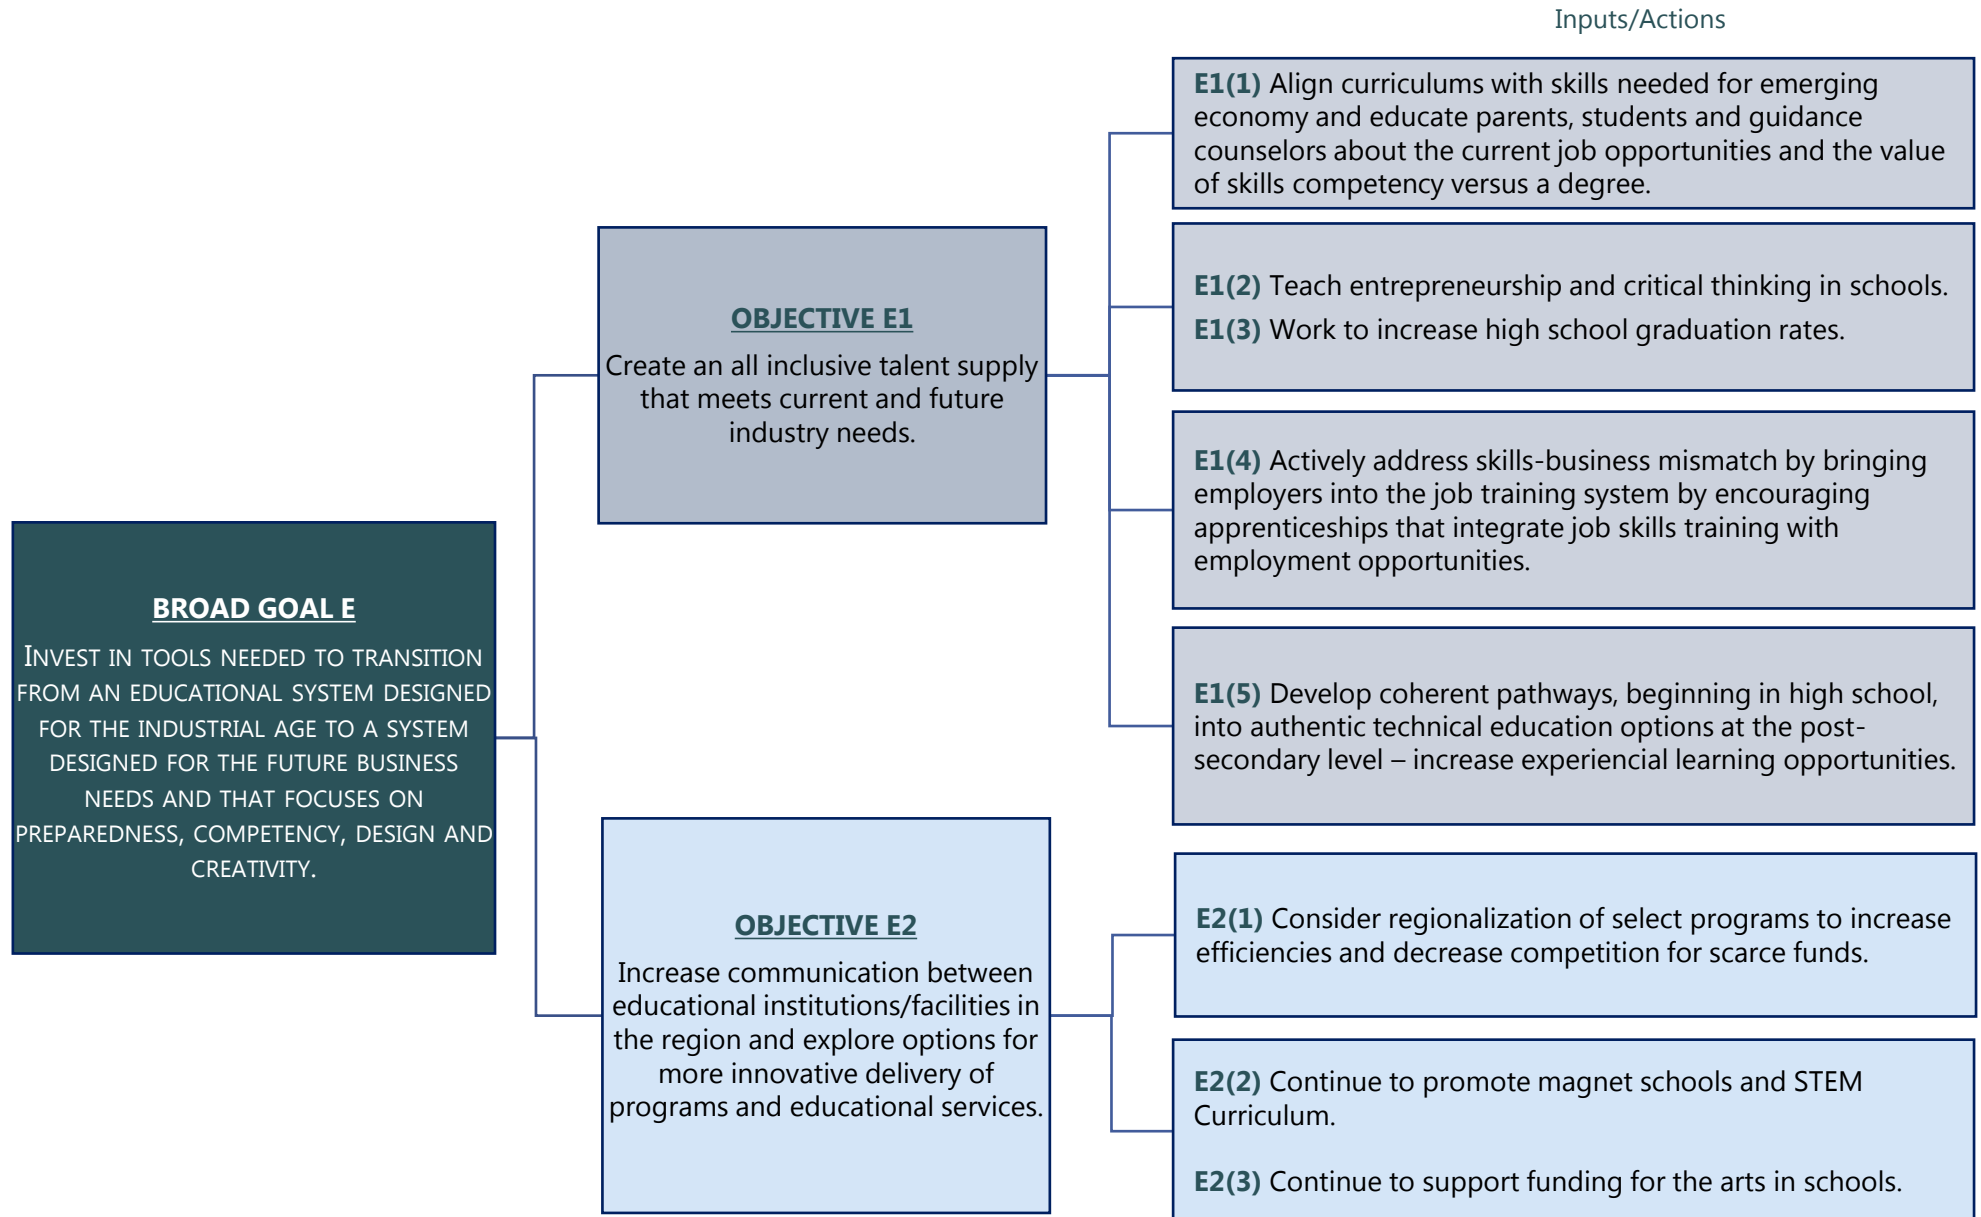 Inputs/Actions
BROAD GOAL E
INVEST IN TOOLS NEEDED TO TRANSITION
FROM AN EDUCATIONAL SYSTEM DESIGNED
FOR THE INDUSTRIAL AGE TO A SYSTEM
DESIGNED FOR THE FUTURE BUSINESS
NEEDS AND THAT FOCUSES ON
PREPAREDNESS, COMPETENCY, DESIGN AND
CREATIVITY.
OBJECTIVE E1
Create an all inclusive talent supply
that meets current and future
industry needs.
E1(1) Align curriculums with skills needed for emerging
economy and educate parents, students and guidance
counselors about the current job opportunities and the value
of skills competency versus a degree.
E1(2) Teach entrepreneurship and critical thinking in schools.
E1(3) Work to increase high school graduation rates.
E1(4) Actively address skills-business mismatch by bringing
employers into the job training system by encouraging
apprenticeships that integrate job skills training with
employment opportunities.
E1(5) Develop coherent pathways, beginning in high school,
into authentic technical education options at the post-
secondary level – increase experiencial learning opportunities.
OBJECTIVE E2
Increase communication between
educational institutions/facilities in
the region and explore options for
more innovative delivery of
programs and educational services.
E2(1) Consider regionalization of select programs to increase
efficiencies and decrease competition for scarce funds.
E2(2) Continue to promote magnet schools and STEM
Curriculum.
E2(3) Continue to support funding for the arts in schools.